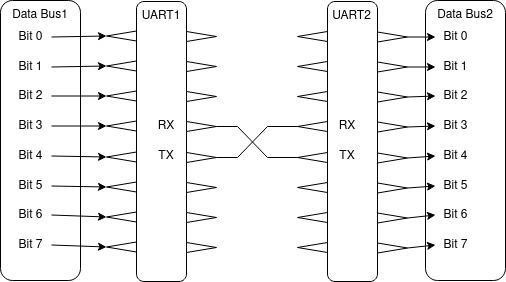 Data Bus1 UART1 UART2 Data Bus2
Bit 0 Bit 0
Bit 1 Bit 1
Bit 2 Bit 2
Bit 3 RX RX Bit 3
Bit 4 TX TX Bit 4
Bit 5 Bit 5
Bit 6 Bit 6
Bit 7 Bit 7